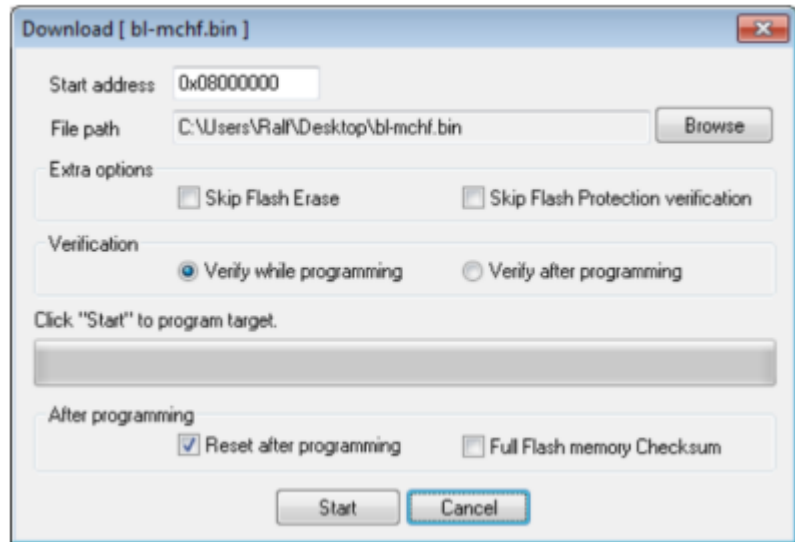 Download [ bl-mchf.bin ]
Start address 0x08000000
File path C:\Users\Ralf\Desktop\bl-mchf.bin Browse
Extra options
Skip Flash Erase Skip Flash Protection verification
Verification
Verify while programming Verify after programming
Click "Start" to program target.
After programming
Reset after programming Full Flash memory Checksum
Start Cancel